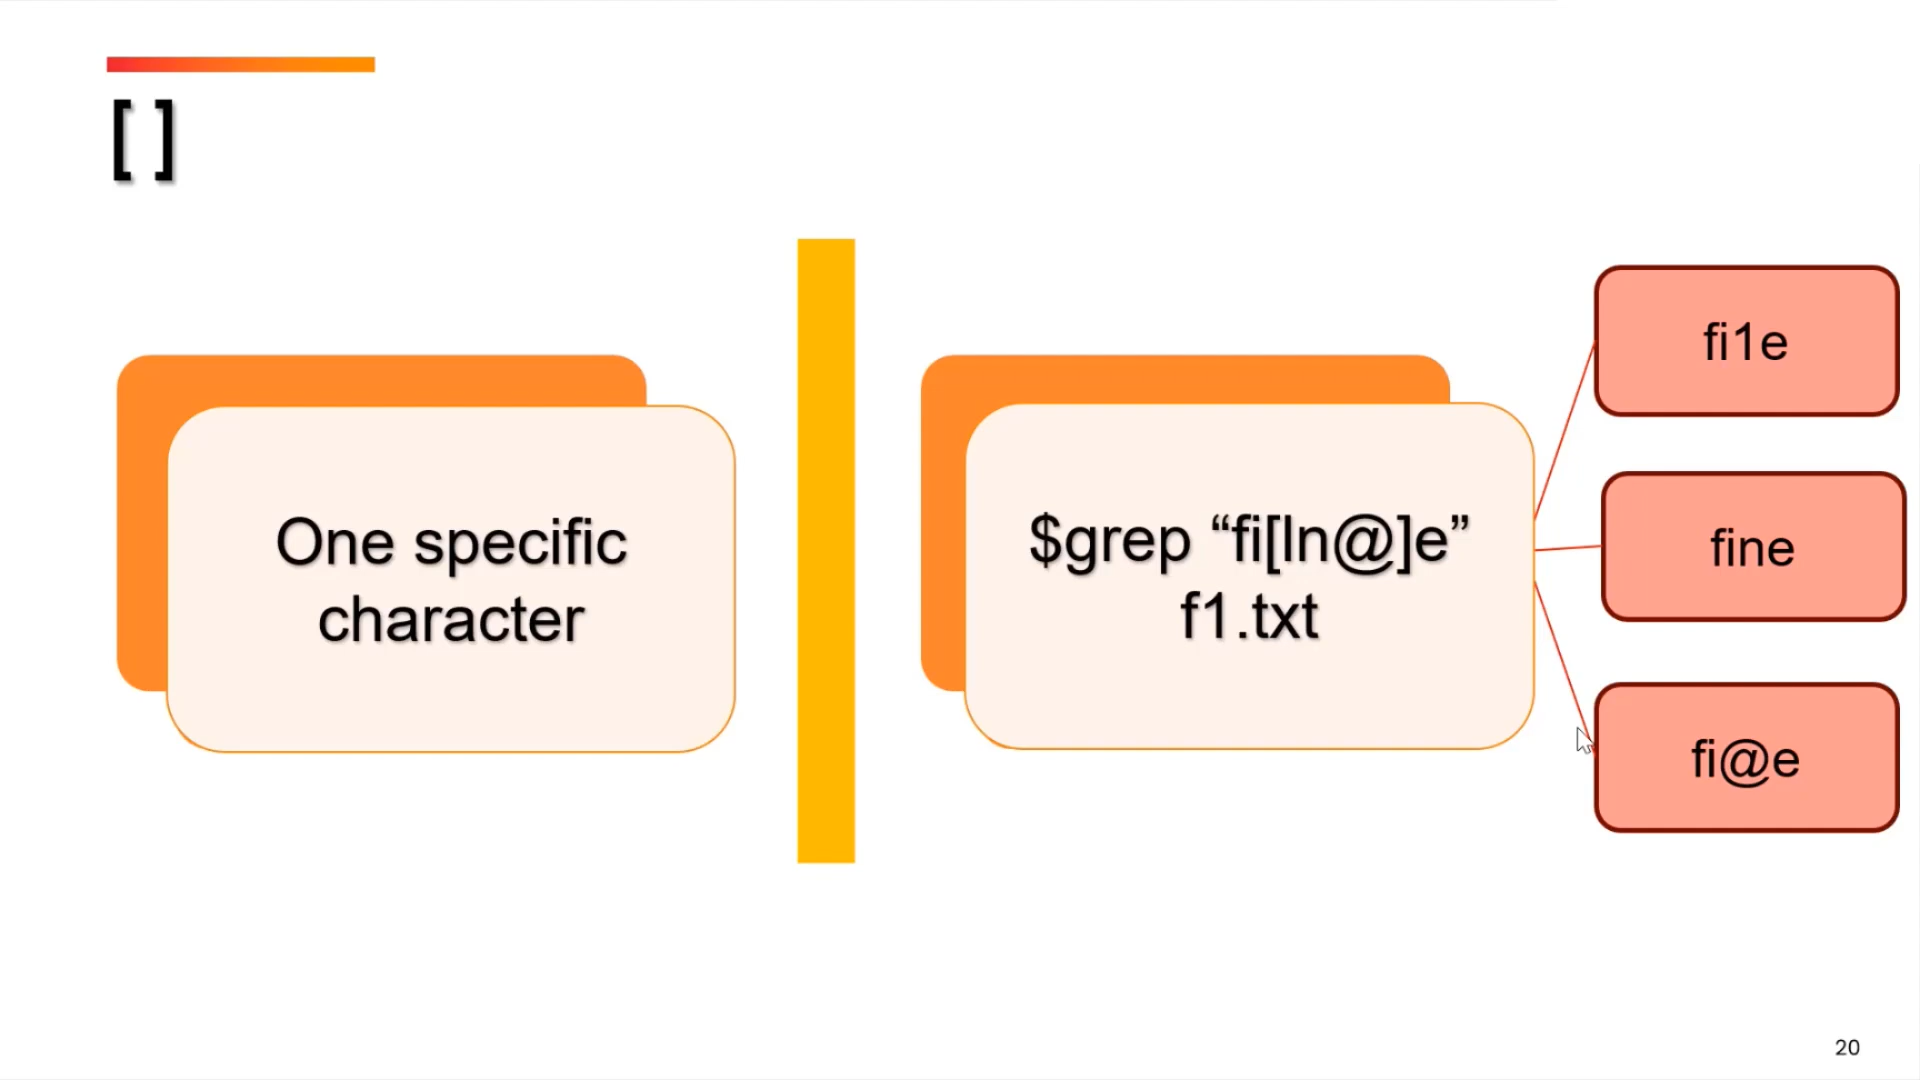 [ ]
One specific
character
$grep “fi[ln@]e”
f1.txt
fi1e
fine
fi@e
20